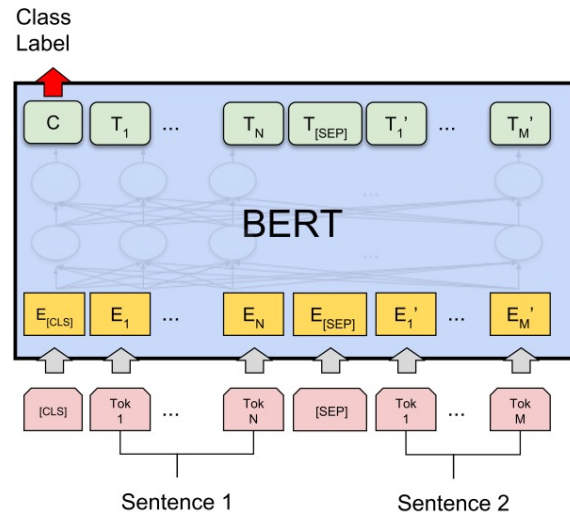 Class
Label
C T1 ... TN T[SEP] T1' ... TM'
...
BERT
...
E[CLS] E1 ... EN E[SEP] E1' ... EM'
[CLS] Tok 1 ... Tok N [SEP] Tok 1 ... Tok M
Sentence 1 Sentence 2